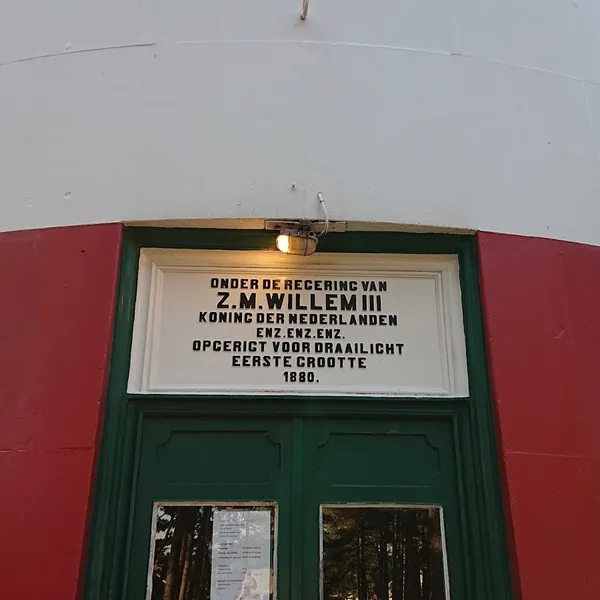 ONDER DE REGERING VAN
Z.M. WILLEM III
KONING DER NEDERLANDEN
ENZ. ENZ. ENZ.
OPGERIGT VOOR DRAAILICHT
EERSTE GROOTTE
1880.